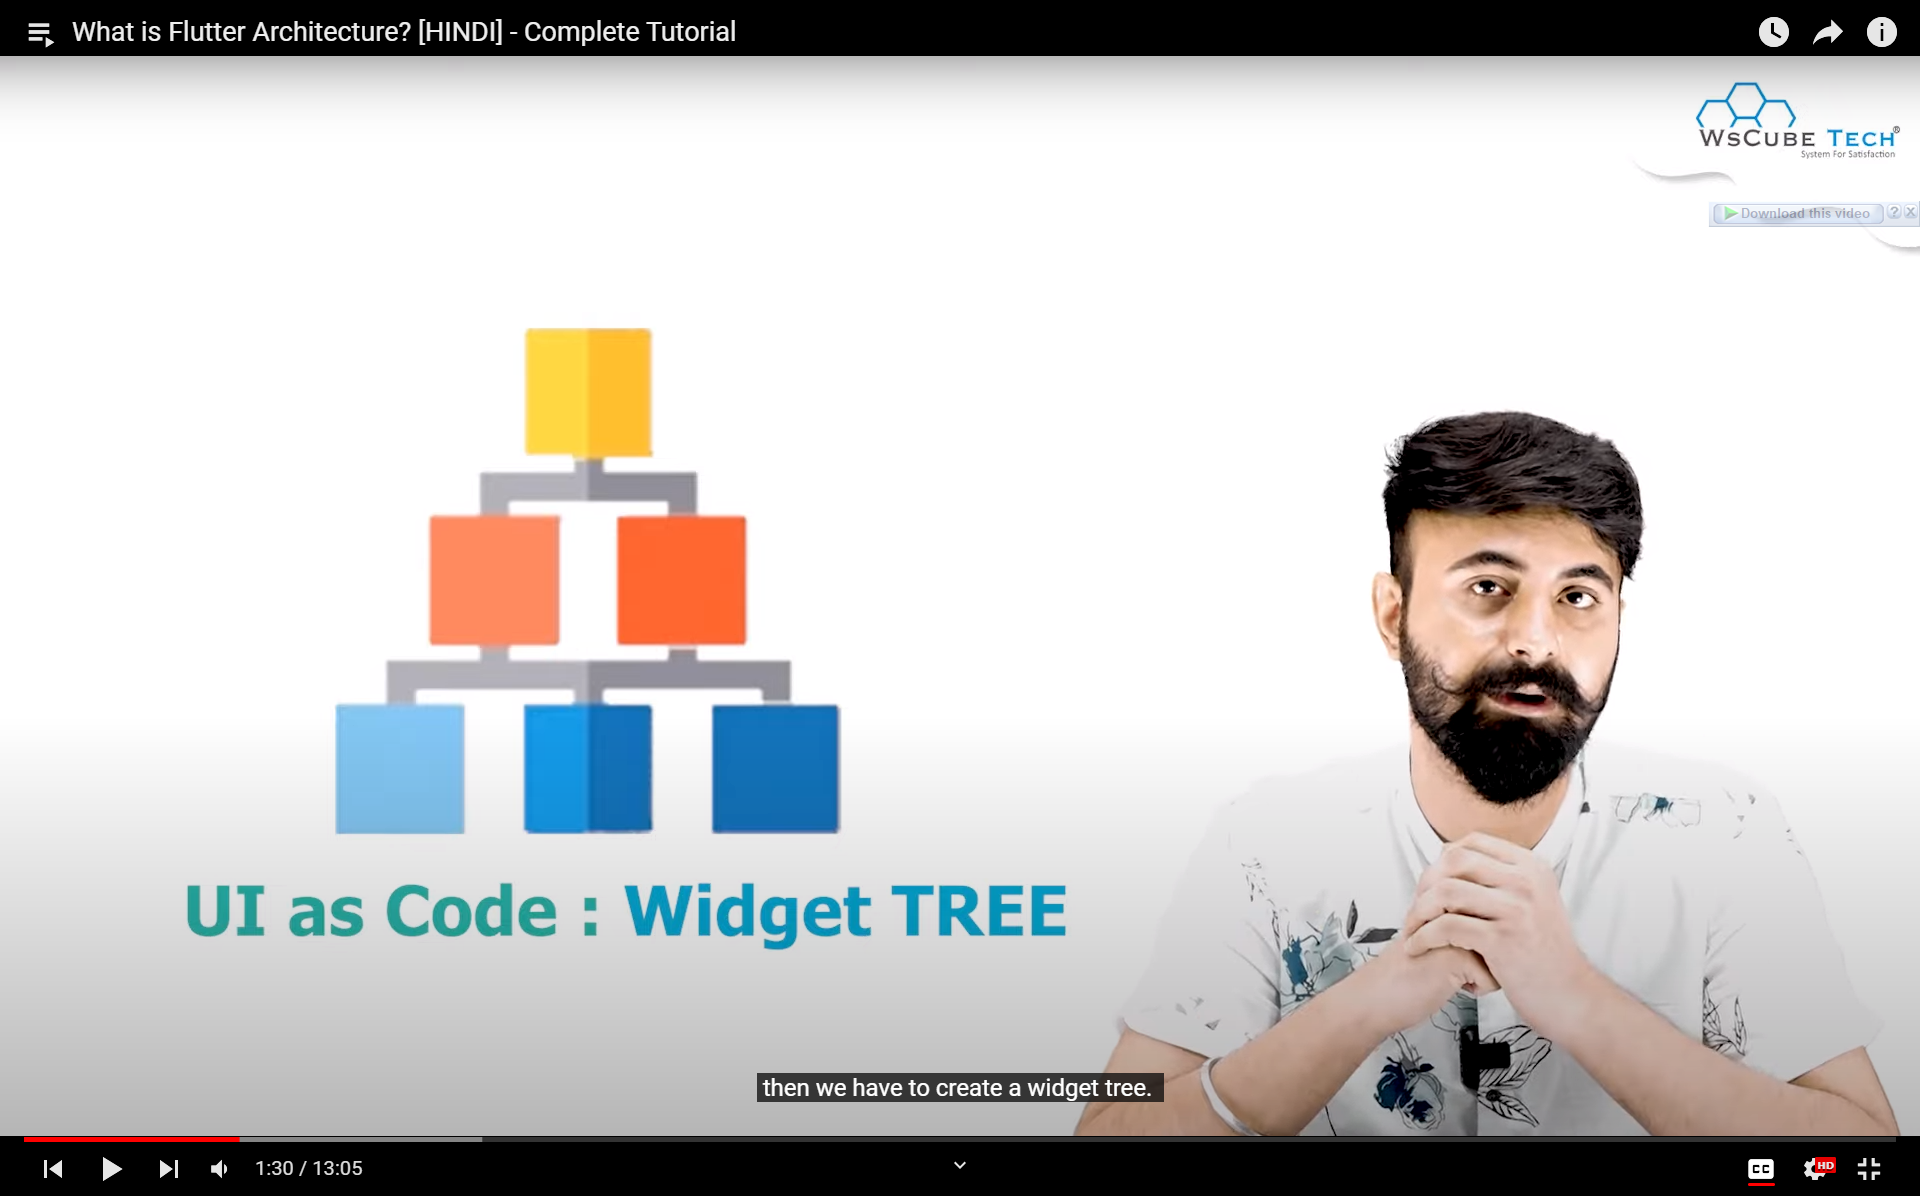 What is Flutter Architecture? [HINDI] - Complete Tutorial
WSCUBE TECH®
System For Satisfaction
Download this video ? X
UI as Code : Widget TREE
then we have to create a widget tree.
1:30 / 13:05
CC
HD